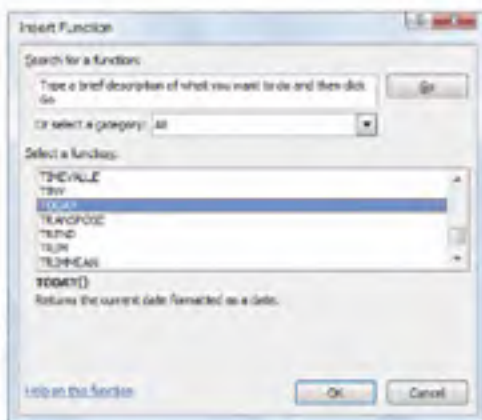 Insert Function
Search for a function:
Type a brief description of what you want to do and then click
Go
Go
Or select a category: All
Select a function:
TIMEVALUE
TINV
TODAY
TRANSPOSE
TREND
TRIM
TRIMMEAN
TODAY()
Returns the current date formatted as a date.
Help on this function
OK
Cancel